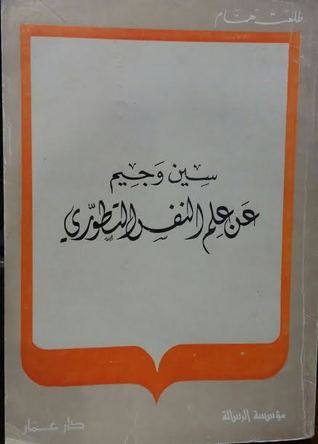 طلعت همام
سين وجيم
عن علم النفس التطوري
مؤسسة الرسالة
دار عمار